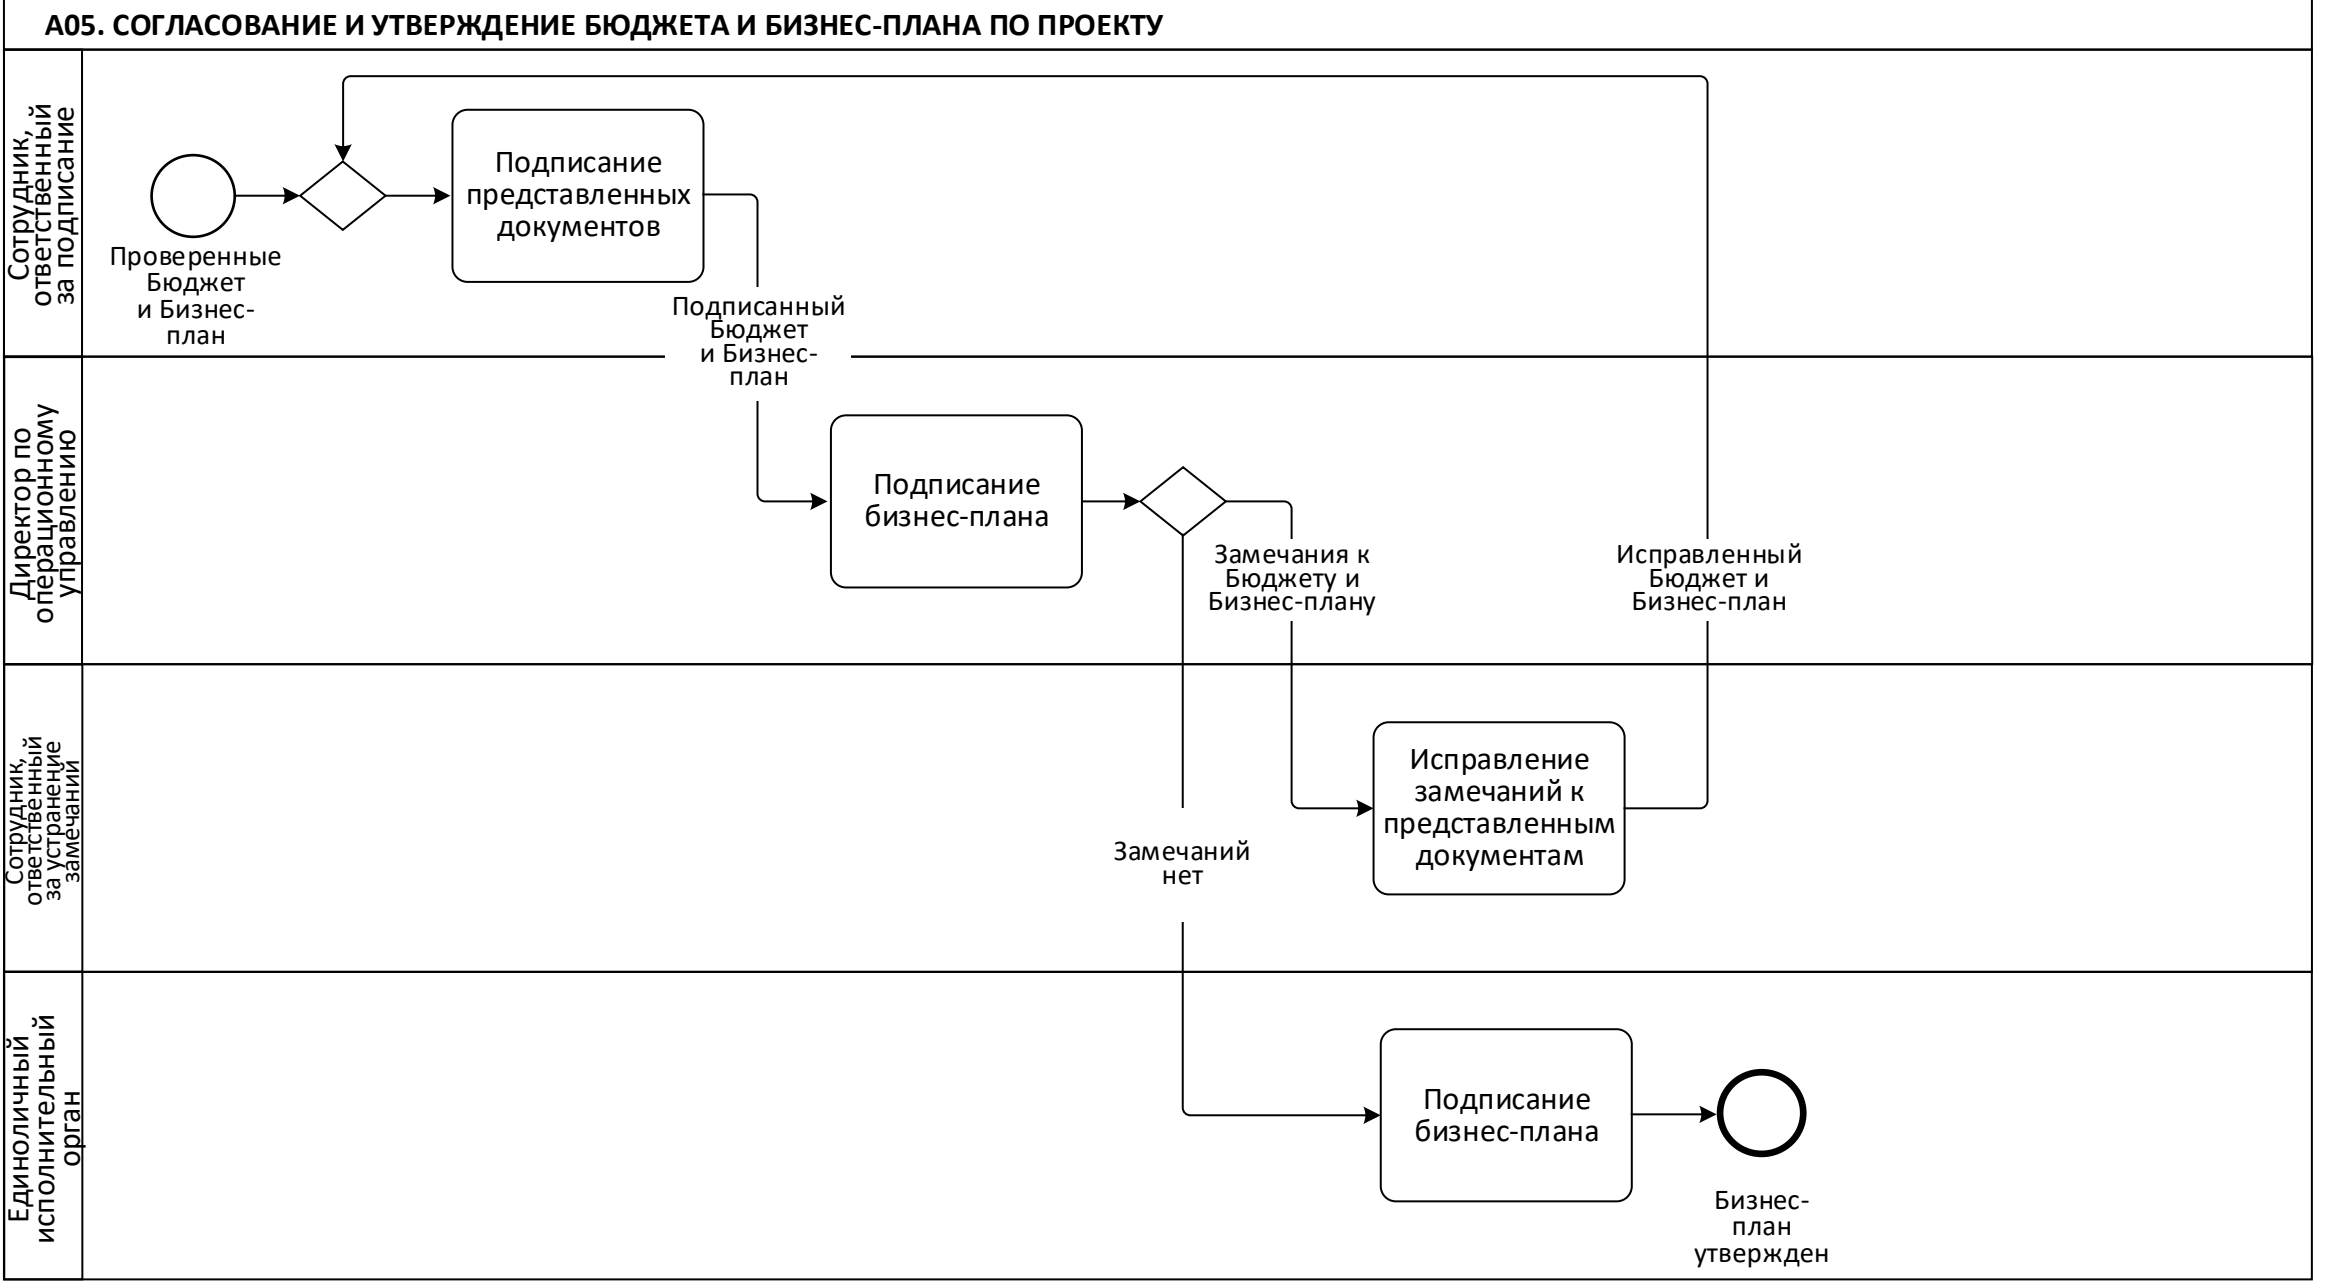 А05. СОГЛАСОВАНИЕ И УТВЕРЖДЕНИЕ БЮДЖЕТА И БИЗНЕС-ПЛАНА ПО ПРОЕКТУ
Сотрудник,
ответственный
за подписание
Проверенные
Бюджет
и Бизнес-
план
Подписание
представленных
документов
Подписанный
Бюджет
и Бизнес-
план
Директор по
операционному
управлению
Подписание
бизнес-плана
Замечания к
Бюджету и
Бизнес-плану
Исправленный
Бюджет и
Бизнес-план
Сотрудник,
ответственный
за устранение
замечаний
Замечаний
нет
Исправление
замечаний к
представленным
документам
Единоличный
исполнительный
орган
Подписание
бизнес-плана
Бизнес-
план
утвержден